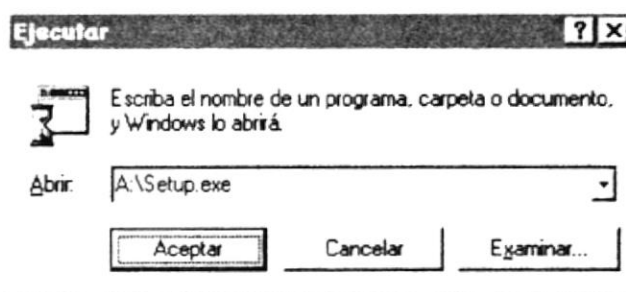 Ejecutar
Escriba el nombre de un programa, carpeta o documento,
y Windows lo abrirá
Abrir:
A:\Setup.exe
Aceptar
Cancelar
Examinar...